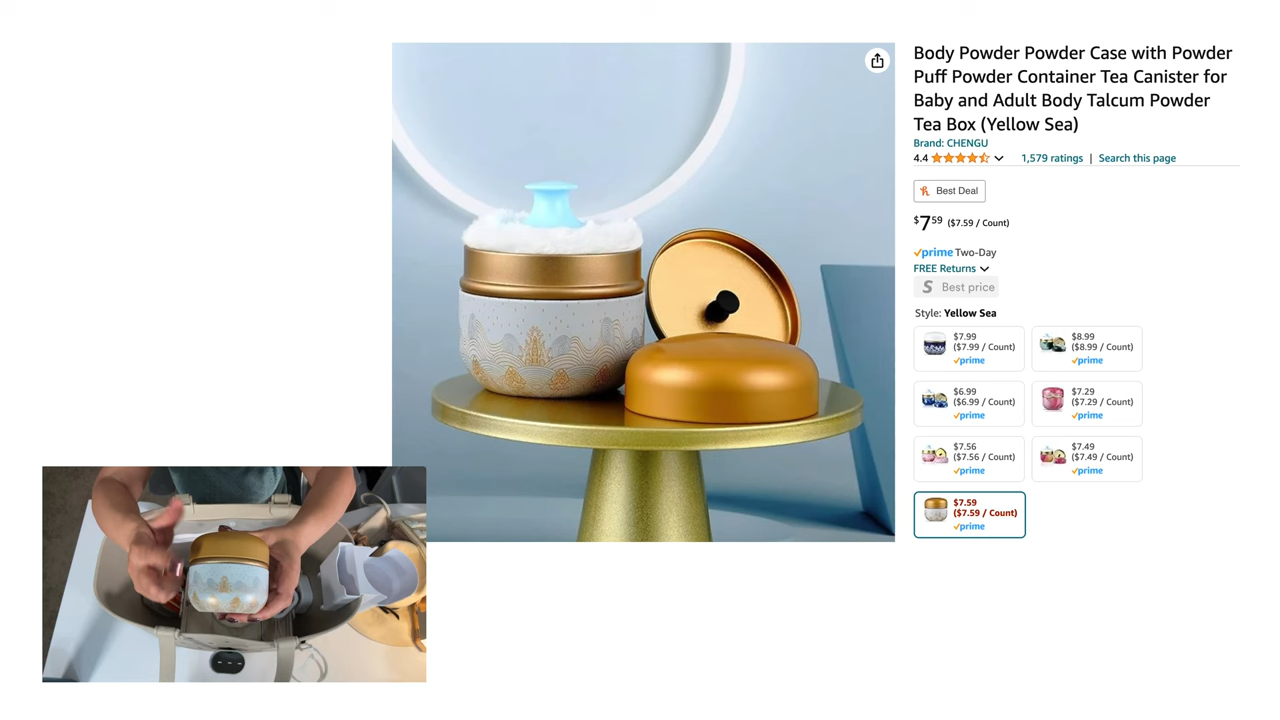 Body Powder Powder Case with Powder
Puff Powder Container Tea Canister for
Baby and Adult Body Talcum Powder
Tea Box (Yellow Sea)
Brand: CHENGU
4.4 1,579 ratings | Search this page
Best Deal
$7.59 ($7.59 / Count)
prime Two-Day
FREE Returns
S Best price
Style: Yellow Sea
$7.99
($7.99 / Count)
prime
$8.99
($8.99 / Count)
prime
$6.99
($6.99 / Count)
prime
$7.29
($7.29 / Count)
prime
$7.56
($7.56 / Count)
prime
$7.49
($7.49 / Count)
prime
$7.59
($7.59 / Count)
prime